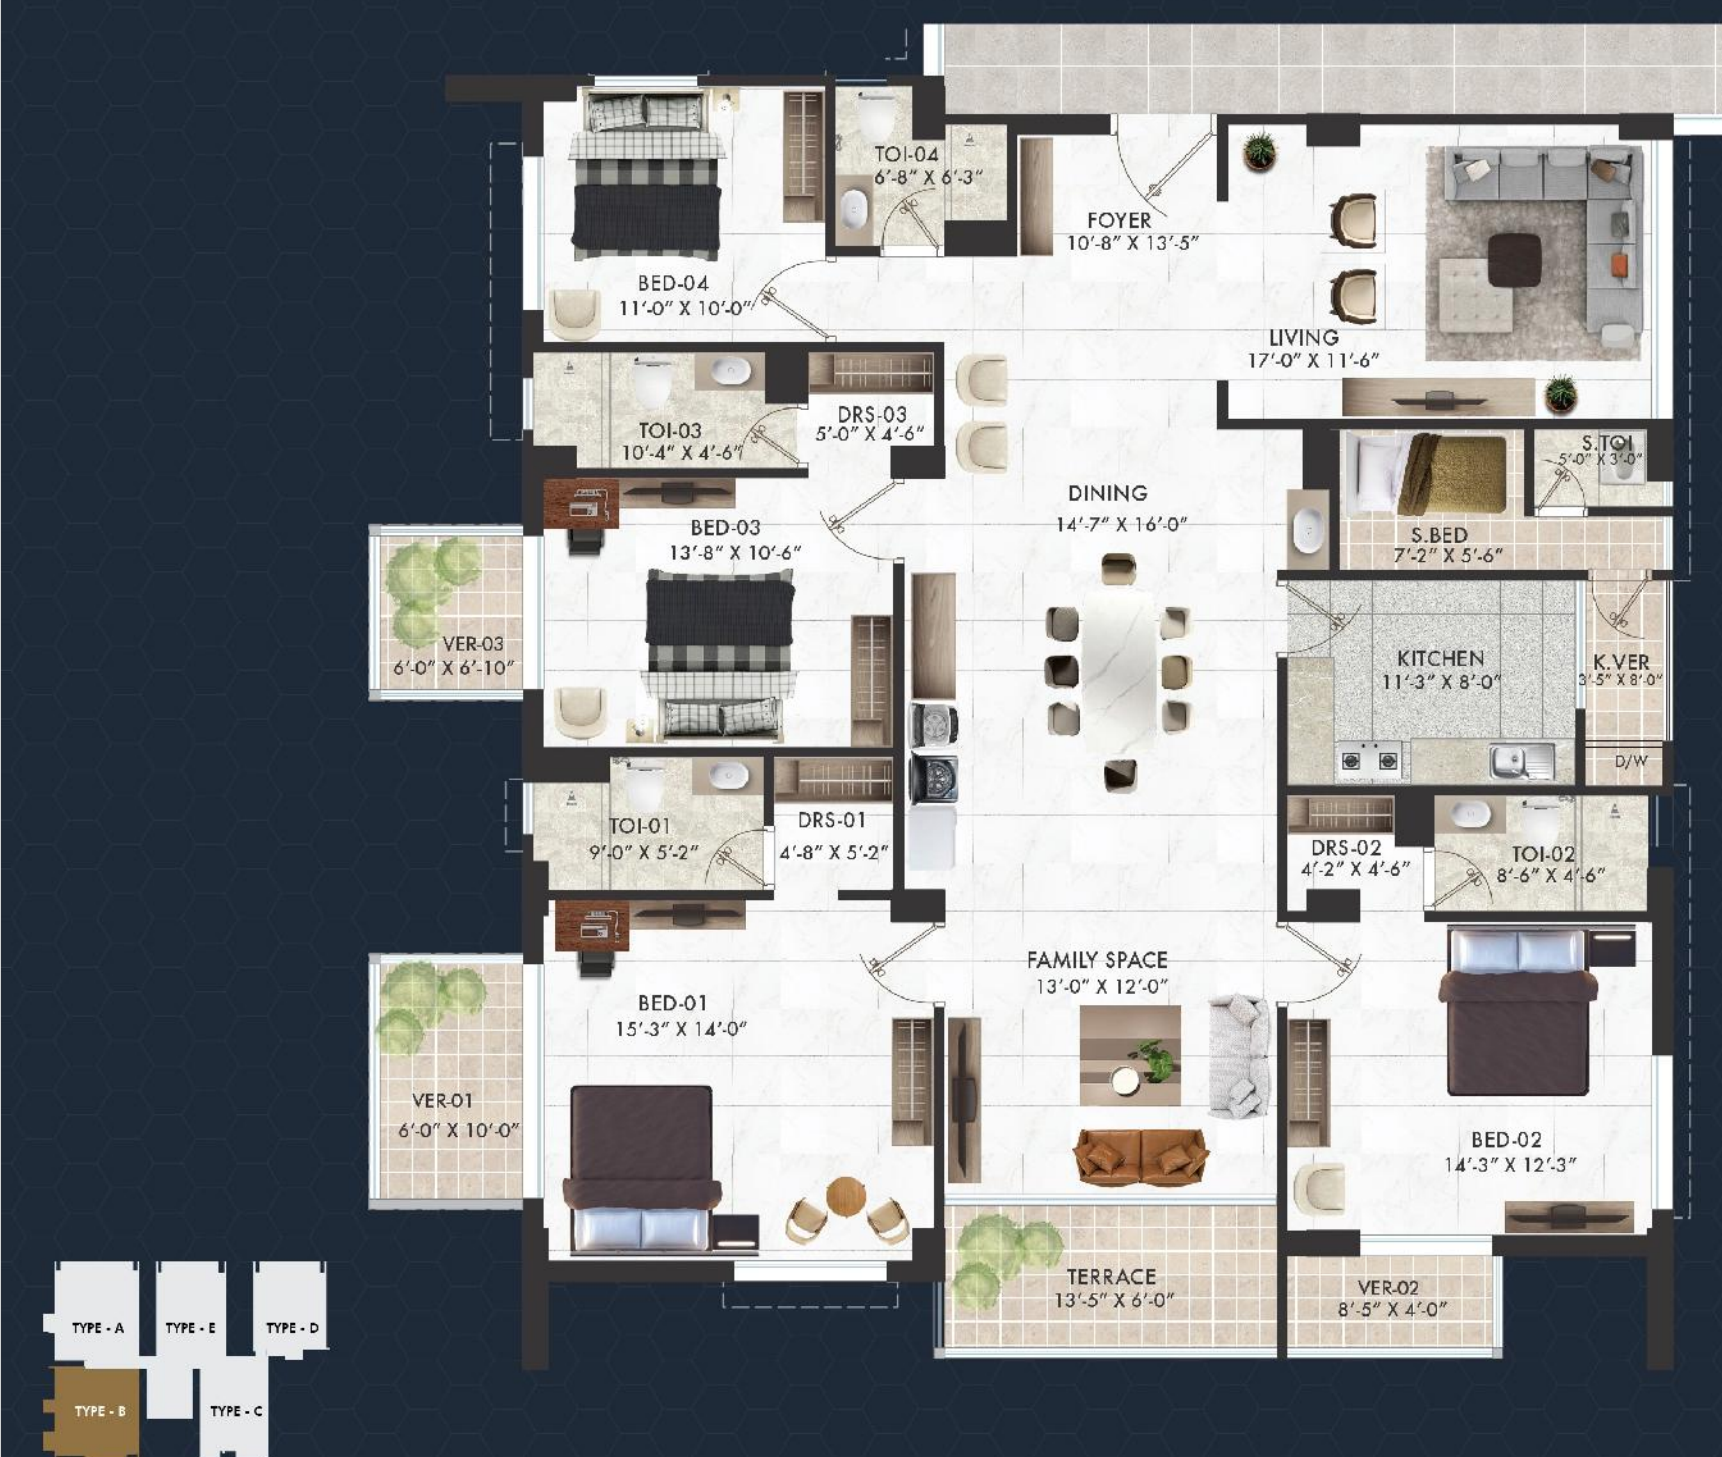 TOI-04
6'-8" X 6'-3"
FOYER
10'-8" X 13'-5"
BED-04
11'-0" X 10'-0"
LIVING
17'-0" X 11'-6"
TOI-03
10'-4" X 4'-6"
DRS-03
5'-0" X 4'-6"
S.TOI
5'-0" X 3'-0"
DINING
14'-7" X 16'-0"
BED-03
13'-8" X 10'-6"
S.BED
7'-2" X 5'-6"
VER-03
6'-0" X 6'-10"
KITCHEN
11'-3" X 8'-0"
K.VER
3'-5" X 8'-0"
D/W
TOI-01
9'-0" X 5'-2"
DRS-01
4'-8" X 5'-2"
DRS-02
4'-2" X 4'-6"
TOI-02
8'-6" X 4'-6"
FAMILY SPACE
13'-0" X 12'-0"
BED-01
15'-3" X 14'-0"
VER-01
6'-0" X 10'-0"
BED-02
14'-3" X 12'-3"
TERRACE
13'-5" X 6'-0"
VER-02
8'-5" X 4'-0"
TYPE - A
TYPE - E
TYPE - D
TYPE - B
TYPE - C